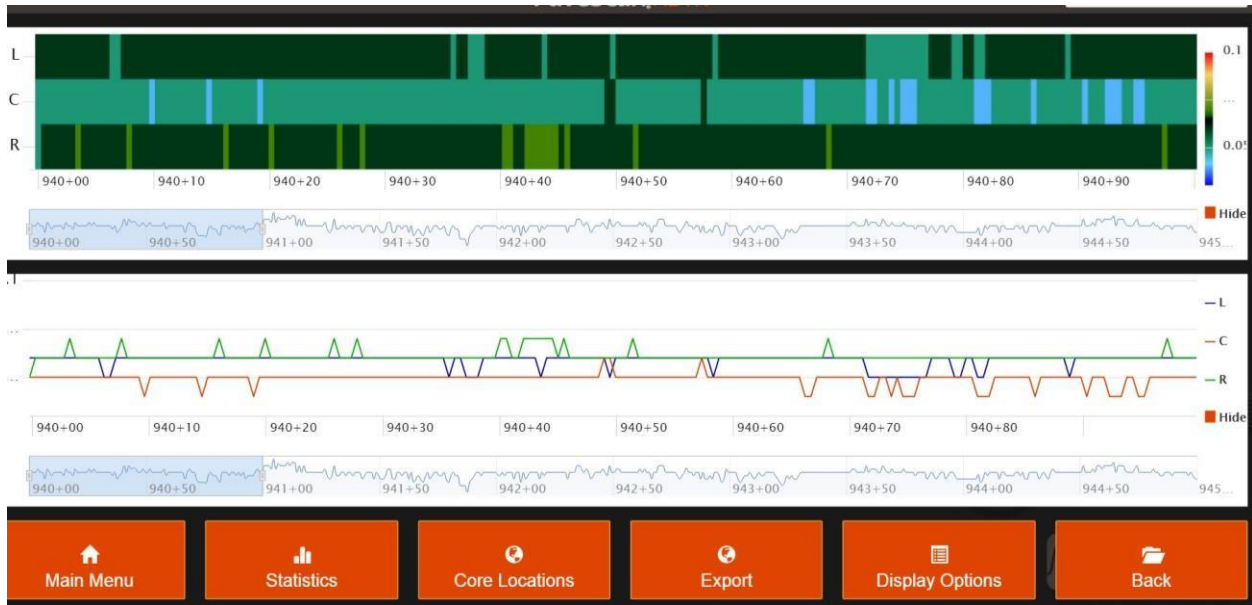 L
C
R
0.1
...
0.05
940+00 940+10 940+20 940+30 940+40 940+50 940+60 940+70 940+80 940+90
Hide
940+00 940+50 941+00 941+50 942+00 942+50 943+00 943+50 944+00 944+50 945...
..
..
L
C
R
940+00 940+10 940+20 940+30 940+40 940+50 940+60 940+70 940+80
Hide
940+00 940+50 941+00 941+50 942+00 942+50 943+00 943+50 944+00 944+50 945...
Main Menu Statistics Core Locations Export Display Options Back